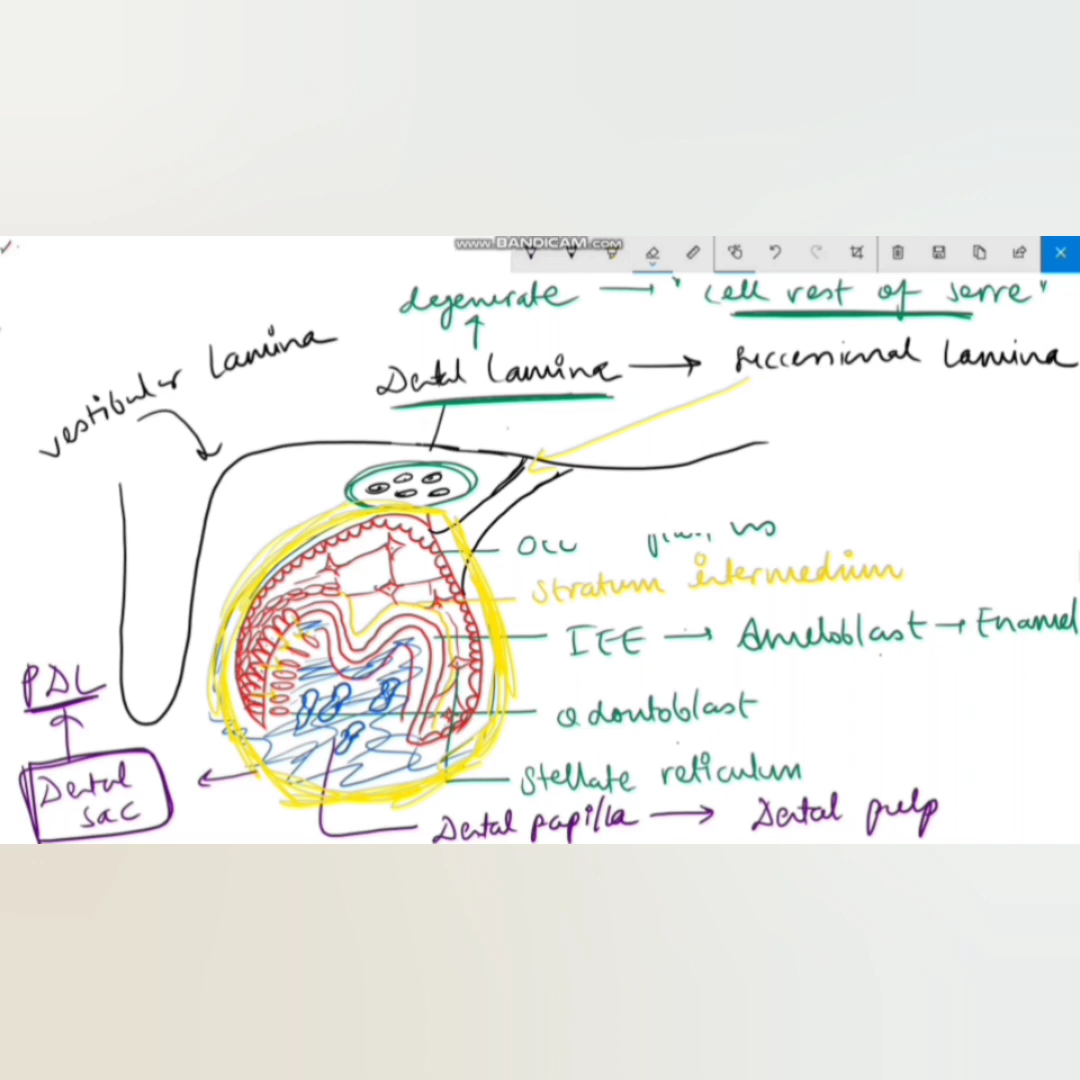 www.BANDICAM.com
degenerate → "cell rest of serre"
Dental Lamina → Successional Lamina
vestibular Lamina
stratum intermedium
IEE → Ameloblast → Enamel
PDL
odontoblast
Dental sac
stellate reticulum
Dental papilla → Dental pulp